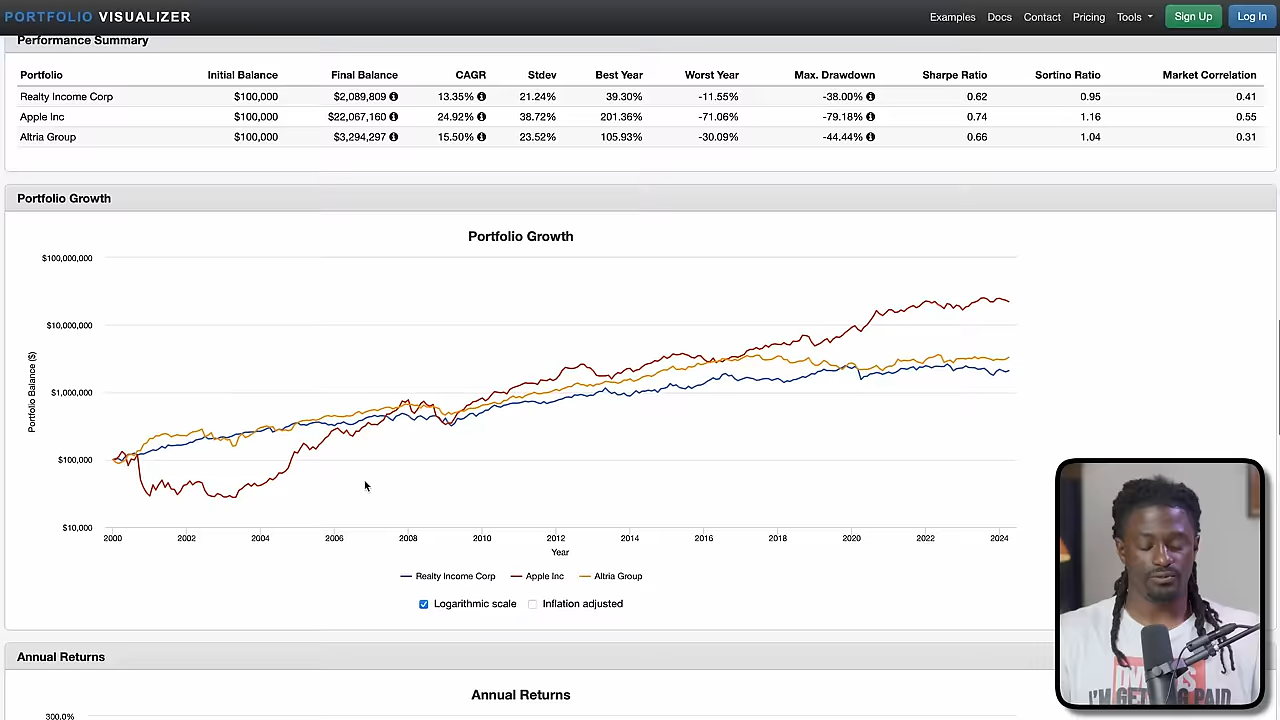 PORTFOLIO VISUALIZER Examples Docs Contact Pricing Tools Sign Up Log In
Performance Summary
Portfolio Initial Balance Final Balance CAGR Stdev Best Year Worst Year Max. Drawdown Sharpe Ratio Sortino Ratio Market Correlation
Realty Income Corp $100,000 $2,089,809 13.35% 21.24% 39.30% -11.55% -38.00% 0.62 0.95 0.41
Apple Inc $100,000 $22,067,160 24.92% 38.72% 201.36% -71.06% -79.18% 0.74 1.16 0.55
Altria Group $100,000 $3,294,297 15.50% 23.52% 105.93% -30.09% -44.44% 0.66 1.04 0.31
Portfolio Growth
Portfolio Growth
$100,000,000
$10,000,000
$1,000,000
$100,000
$10,000
Portfolio Balance ($)
2000 2002 2004 2006 2008 2010 2012 2014 2016 2018 2020 2022 2024
Year
Realty Income Corp Apple Inc Altria Group
Logarithmic scale Inflation adjusted
Annual Returns
Annual Returns
300.0%
I'M GET PAID